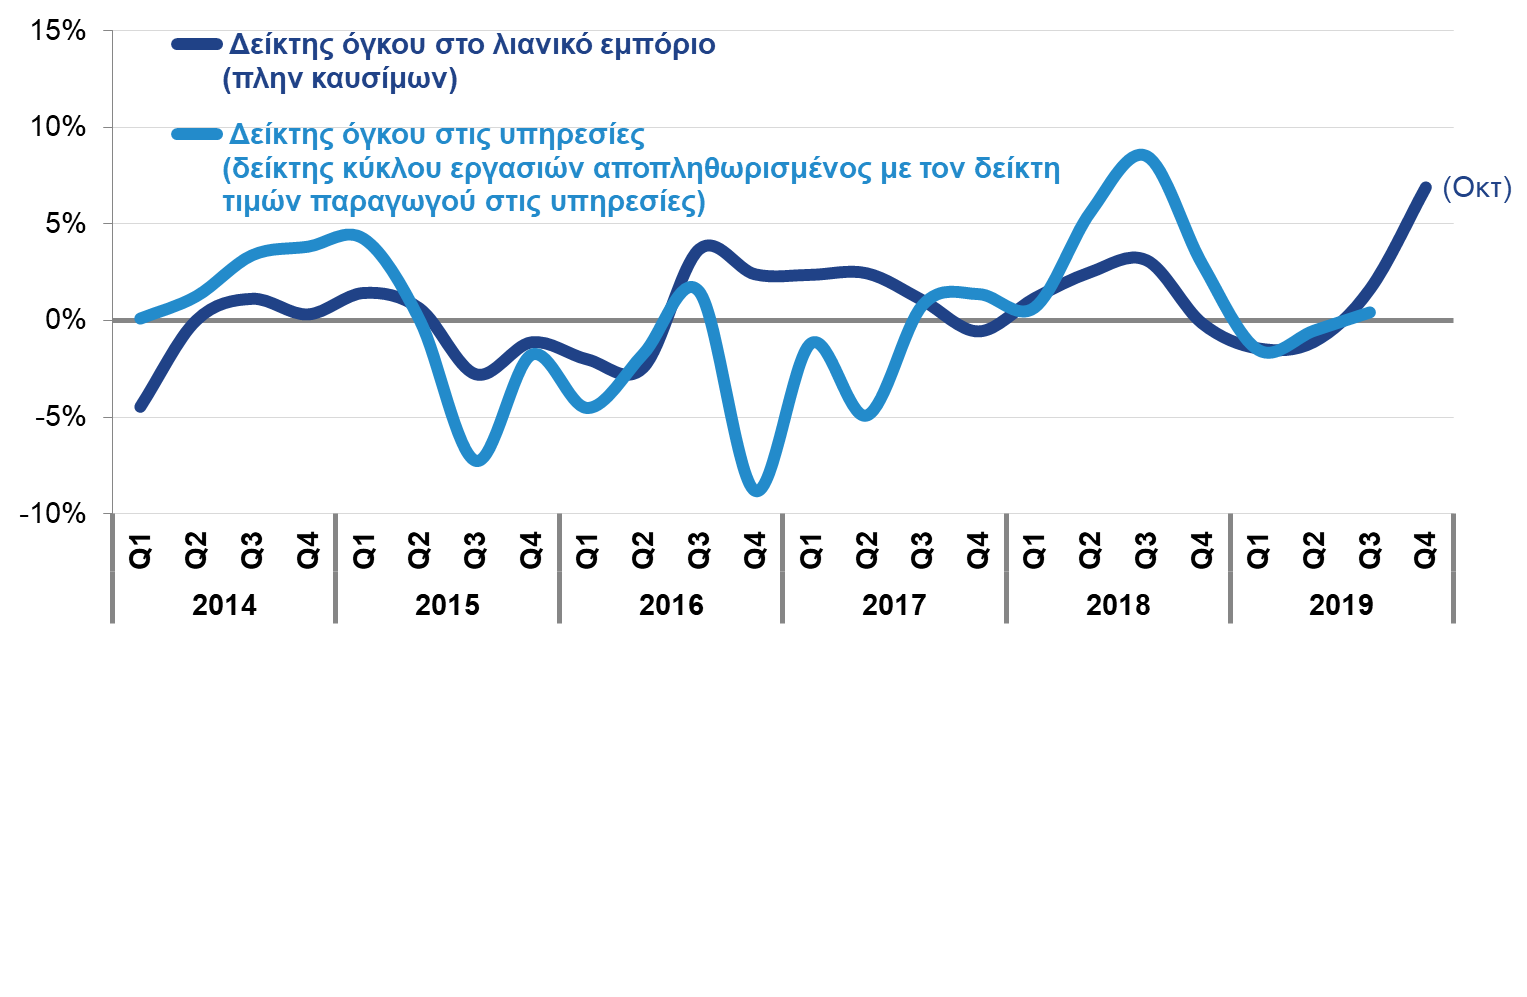 15%
Δείκτης όγκου στο λιανικό εμπόριο
(πλην καυσίμων)
10%
Δείκτης όγκου στις υπηρεσίες
(δείκτης κύκλου εργασιών αποπληθωρισμένος με τον δείκτη
τιμών παραγωγού στις υπηρεσίες)
(Οκτ)
5%
0%
-5%
-10%
Q1 Q2 Q3 Q4 Q1 Q2 Q3 Q4 Q1 Q2 Q3 Q4 Q1 Q2 Q3 Q4 Q1 Q2 Q3 Q4 Q1 Q2 Q3 Q4
2014 2015 2016 2017 2018 2019